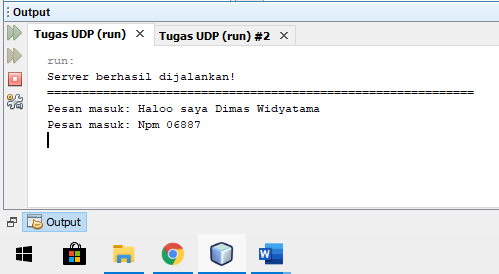 Output
Tugas UDP (run) × Tugas UDP (run) #2 ×
run:
Server berhasil dijalankan!
================================================================
Pesan masuk: Haloo saya Dimas Widyatama
Pesan masuk: Npm 06887
Output